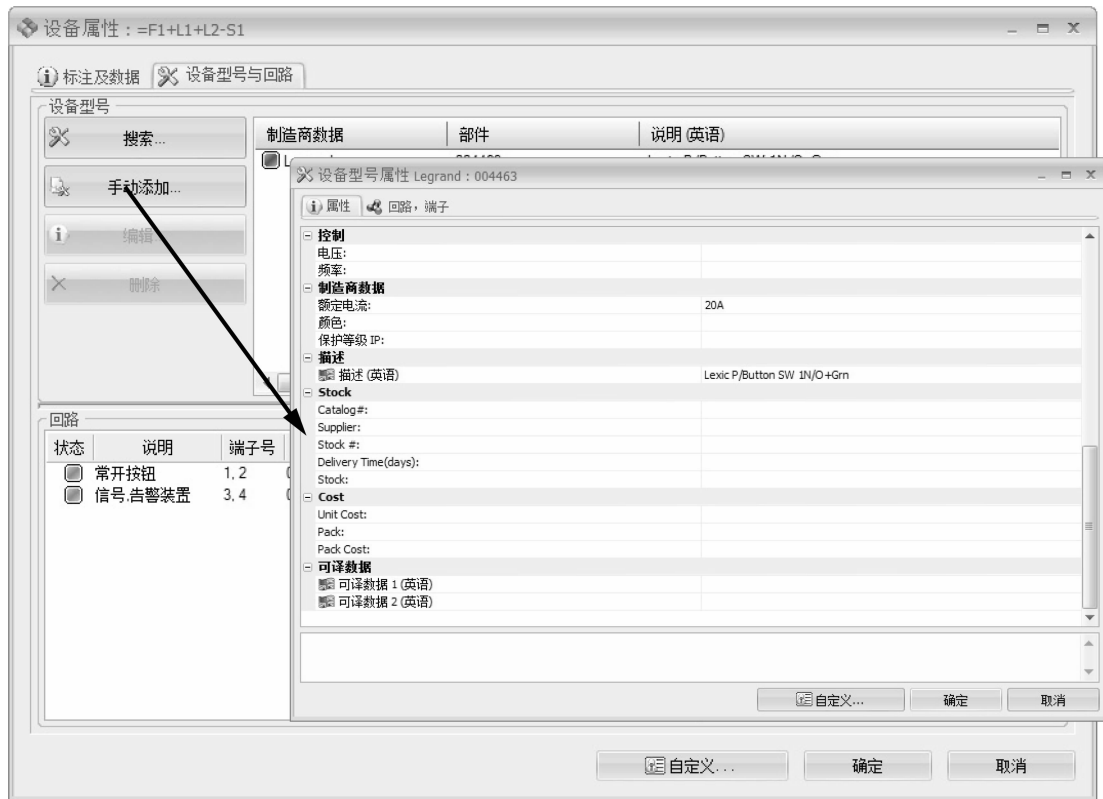 设备属性：=F1+L1+L2-S1
标注及数据 设备型号与回路
设备型号
搜索...
手动添加...
编辑...
删除
制造商数据 部件 说明 (英语)
设备型号属性 Legrand：004463
属性 回路，端子
控制
电压:
频率:
制造商数据
额定电流: 20A
颜色:
保护等级 IP:
描述
描述 (英语) Lexic P/Button SW 1N/O+Grn
Stock
Catalog#:
Supplier:
Stock #:
Delivery Time(days):
Stock:
Cost
Unit Cost:
Pack:
Pack Cost:
可译数据
可译数据 1 (英语)
可译数据 2 (英语)
自定义... 确定 取消
回路
状态 说明 端子号
常开按钮 1, 2
信号,告警装置 3, 4
自定义... 确定 取消